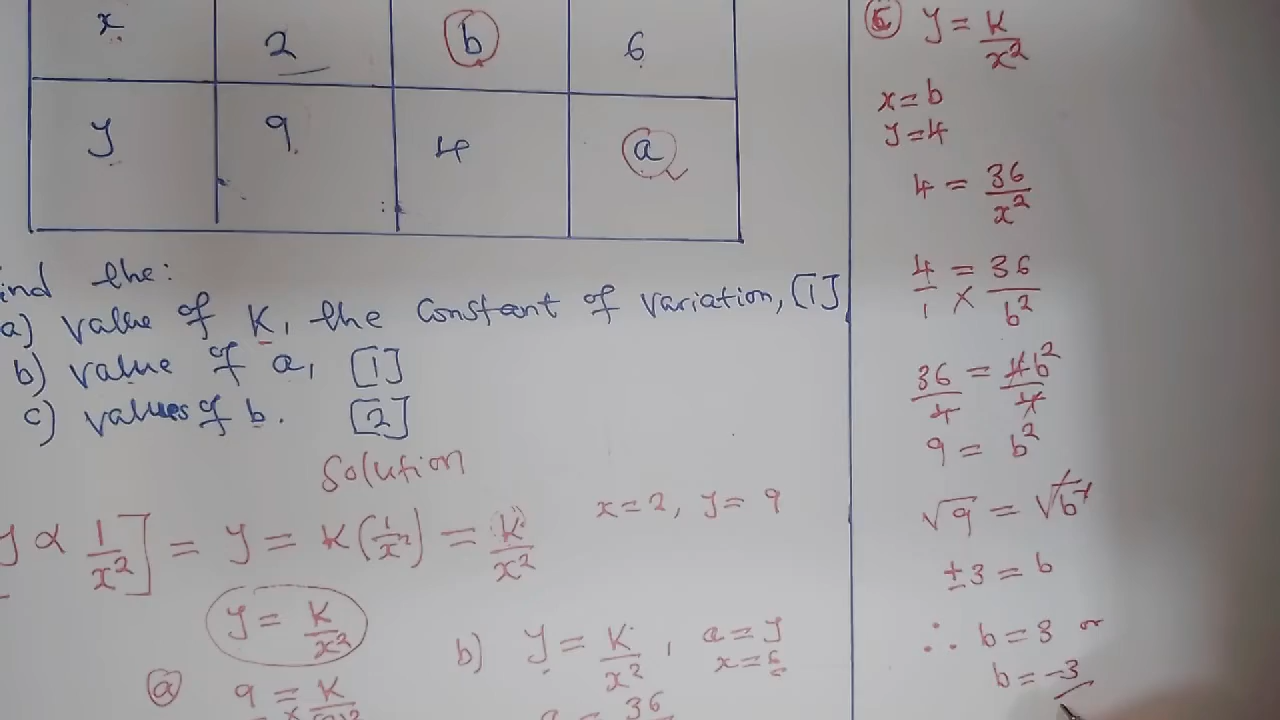 x 2 b 6
y 9 4 a
ind the:
a) value of K, the constant of variation, [1]
b) value of a, [1]
c) values of b. [2]
Solution
y ∝ 1/x²] = y = K(1/x²) = K/x²
x = 2, y = 9
y = K/x²
a) 9 = K
b) y = K/x², a = y
x = 6
36
c) y = K/x²
x = b
y = 4
4 = 36/x²
4/1 × = 36/b²
36/4 = 4b²/4
9 = b²
√9 = √b²
±3 = b
∴ b = 3 or
b = -3